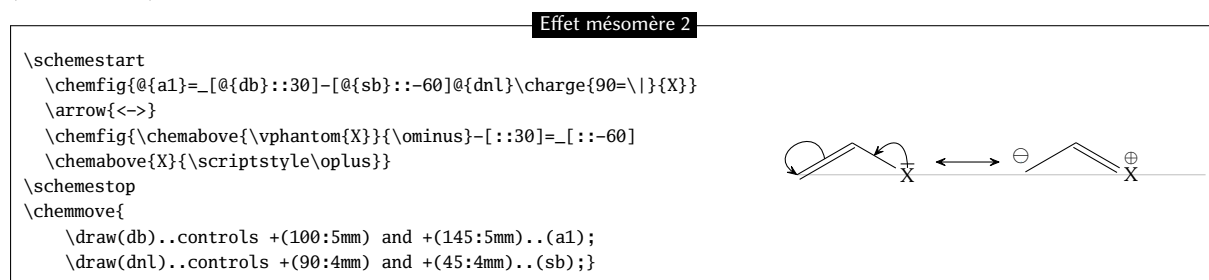 Effet mésomère 2
\schemestart
  \chemfig{@{a1}=_[@{db}::30]-[@{sb}::-60]@{dnl}\charge{90=\|}{X}}
  \arrow{<->}
  \chemfig{\chemabove{\vphantom{X}}{\ominus}-[::30]=_[::-60]
  \chemabove{X}{\scriptstyle\oplus}}
\schemestop
\chemmove{
    \draw(db)..controls +(100:5mm) and +(145:5mm)..(a1);
    \draw(dnl)..controls +(90:4mm) and +(45:4mm)..(sb);}
X ⊖ ⊕ X